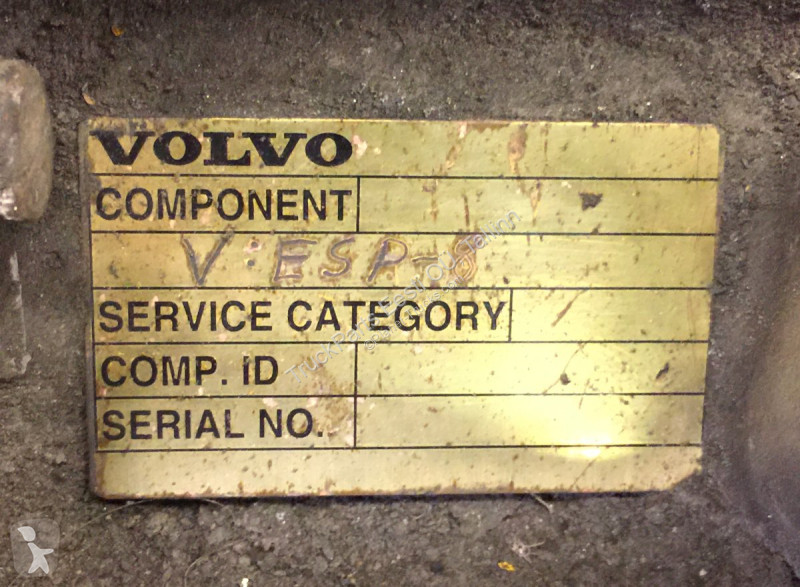 VOLVO
COMPONENT
V·ESP-8
SERVICE CATEGORY
COMP. ID
SERIAL NO.